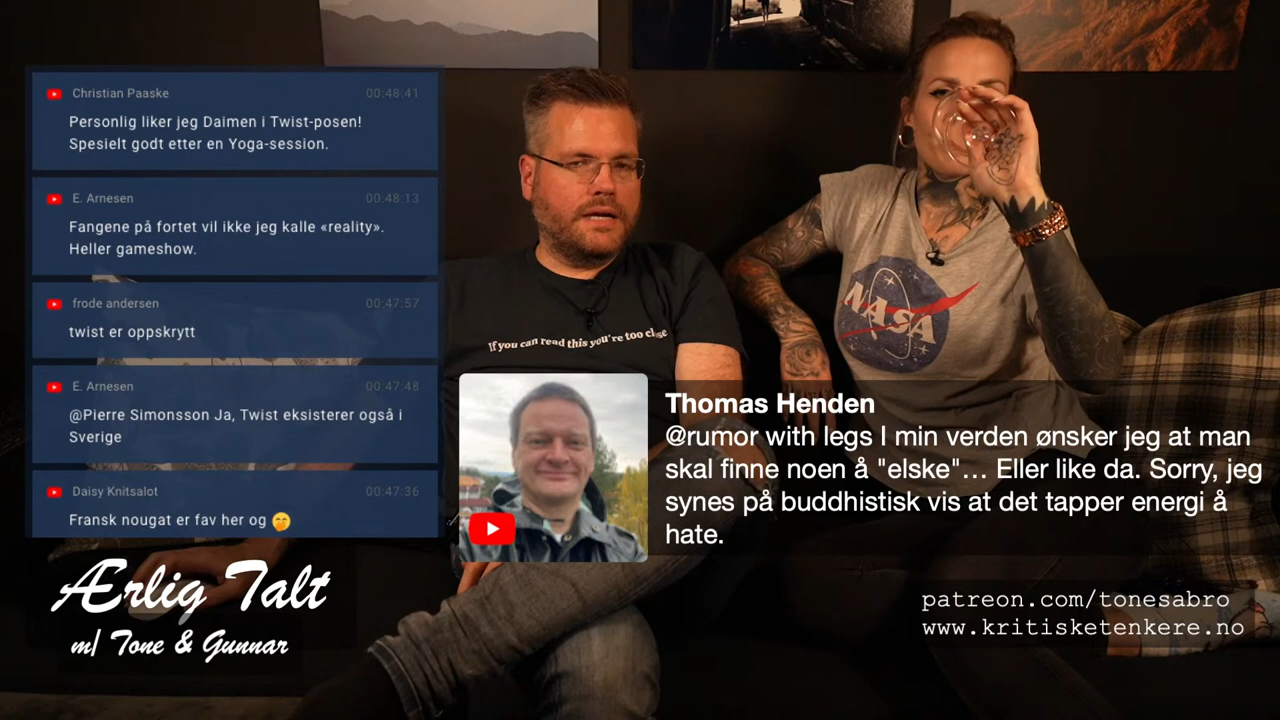 Christian Paaske 00:48:41
Personlig liker jeg Daimen i Twist-posen!
Spesielt godt etter en Yoga-session.
E. Arnesen 00:48:13
Fangene på fortet vil ikke jeg kalle «reality».
Heller gameshow.
frode andersen 00:47:57
twist er oppskrytt
E. Arnesen 00:47:48
@Pierre Simonsson Ja, Twist eksisterer også i
Sverige
Daisy Knitsalot 00:47:36
Fransk nougat er fav her og 🤭
If you can read this you're too close
NASA
Thomas Henden
@rumor with legs I min verden ønsker jeg at man
skal finne noen å "elske"... Eller like da. Sorry, jeg
synes på buddhistisk vis at det tapper energi å
hate.
Ærlig Talt
m/ Tone & Gunnar
patreon.com/tonesabro
www.kritisketenkere.no